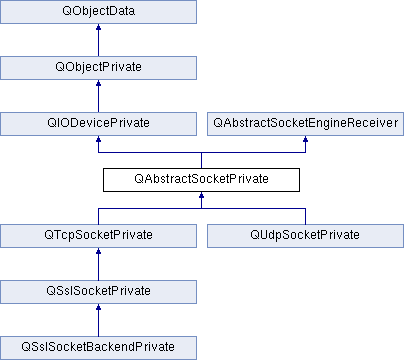 QObjectData
QObjectPrivate
QIODevicePrivate
QAbstractSocketEngineReceiver
QAbstractSocketPrivate
QTcpSocketPrivate
QUdpSocketPrivate
QSslSocketPrivate
QSslSocketBackendPrivate